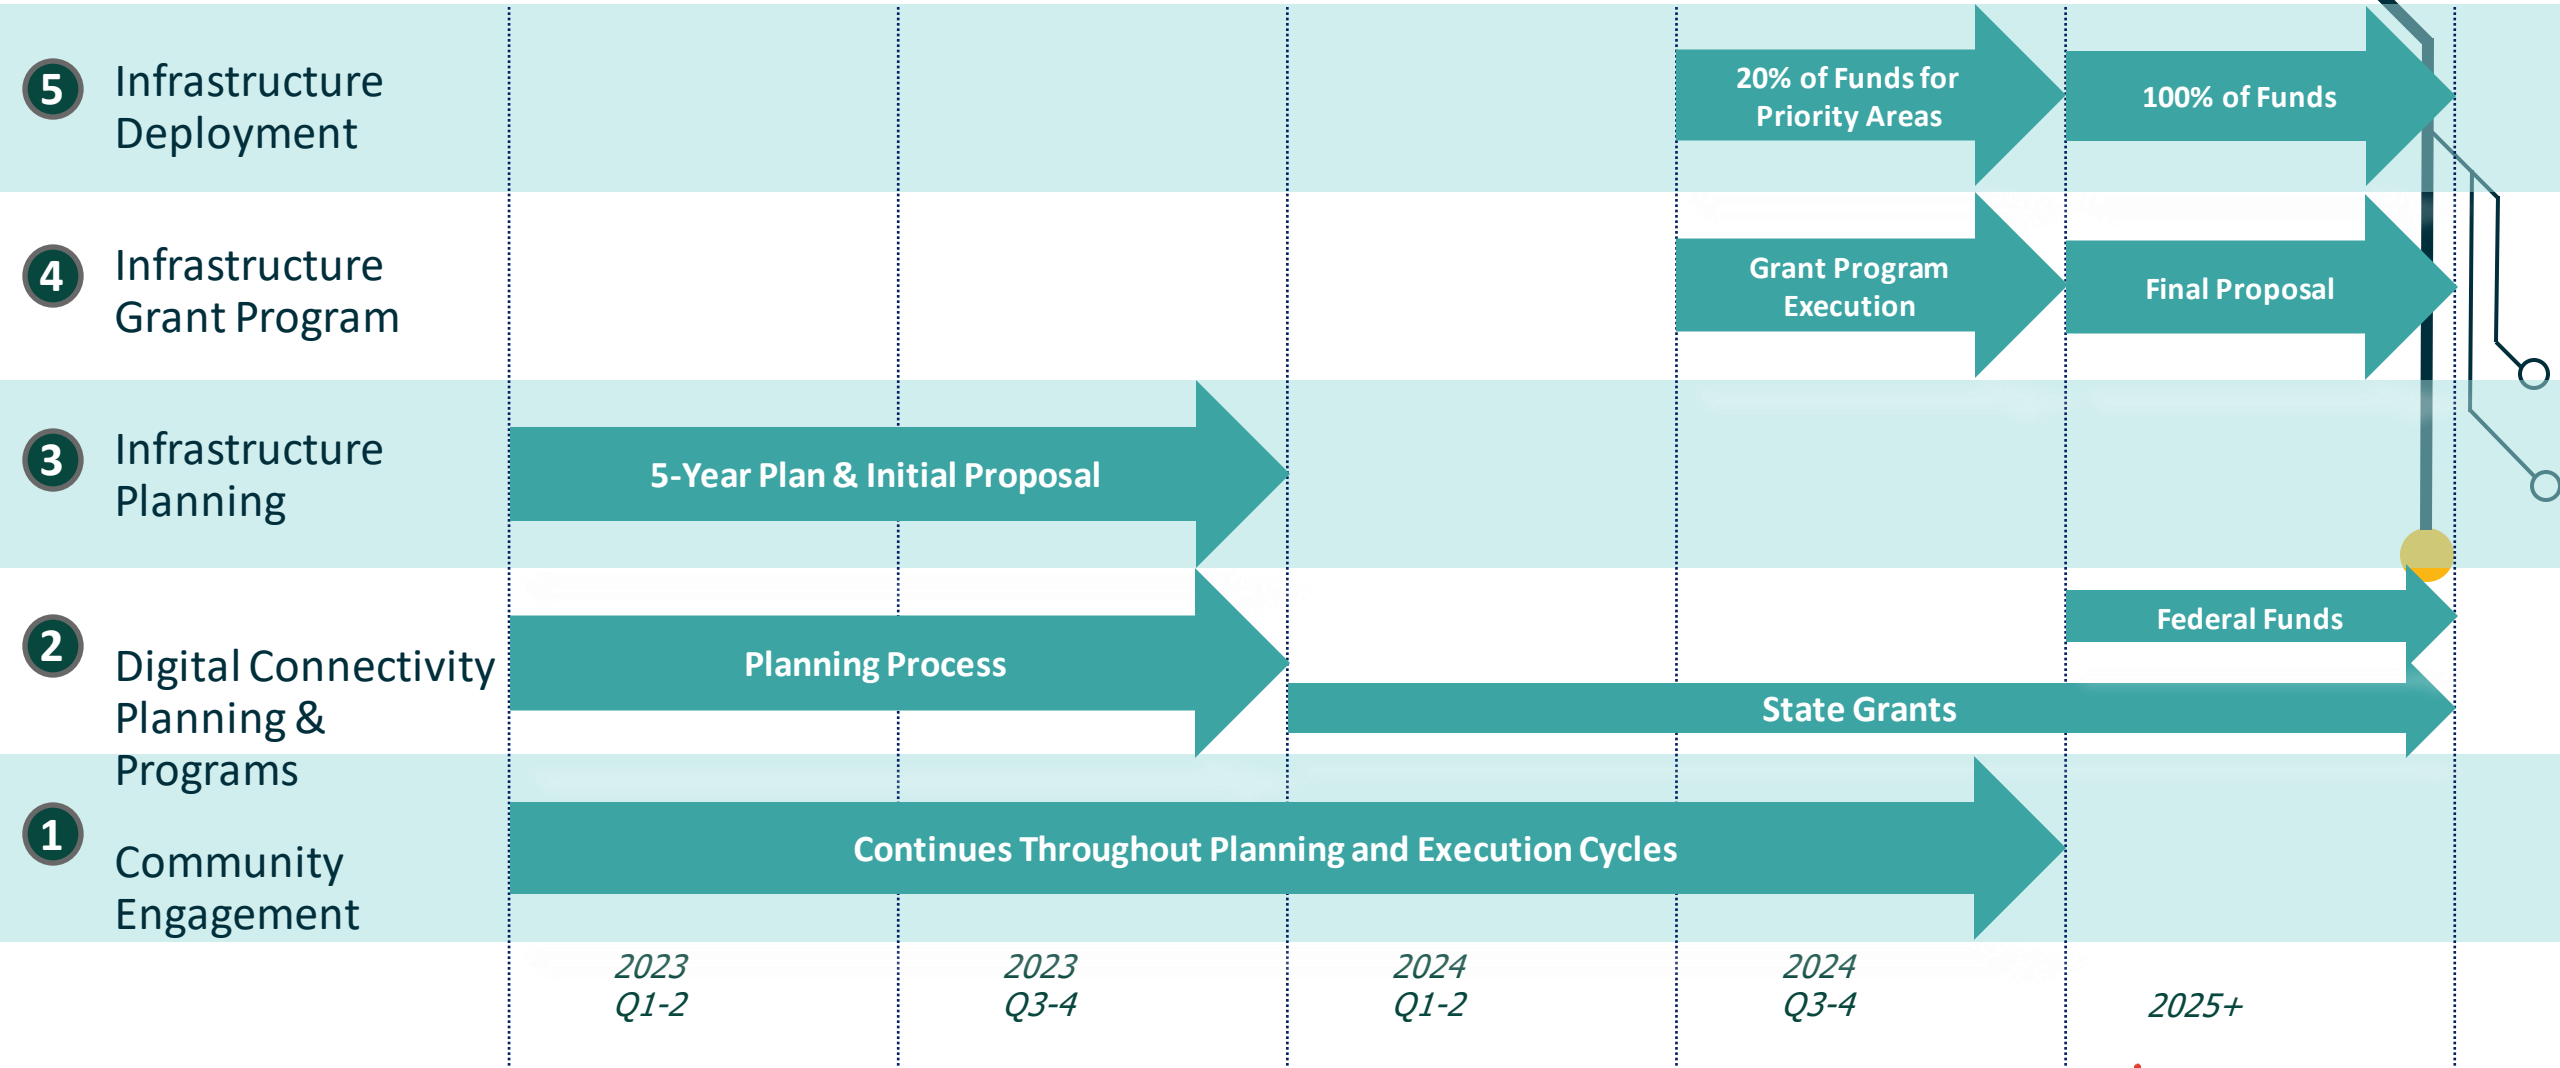 5
Infrastructure
Deployment
20% of Funds for
Priority Areas
100% of Funds
4
Infrastructure
Grant Program
Grant Program
Execution
Final Proposal
3
Infrastructure
Planning
5-Year Plan & Initial Proposal
2
Digital Connectivity
Planning &
Programs
Planning Process
Federal Funds
State Grants
1
Community
Engagement
Continues Throughout Planning and Execution Cycles
2023
Q1-2
2023
Q3-4
2024
Q1-2
2024
Q3-4
2025+